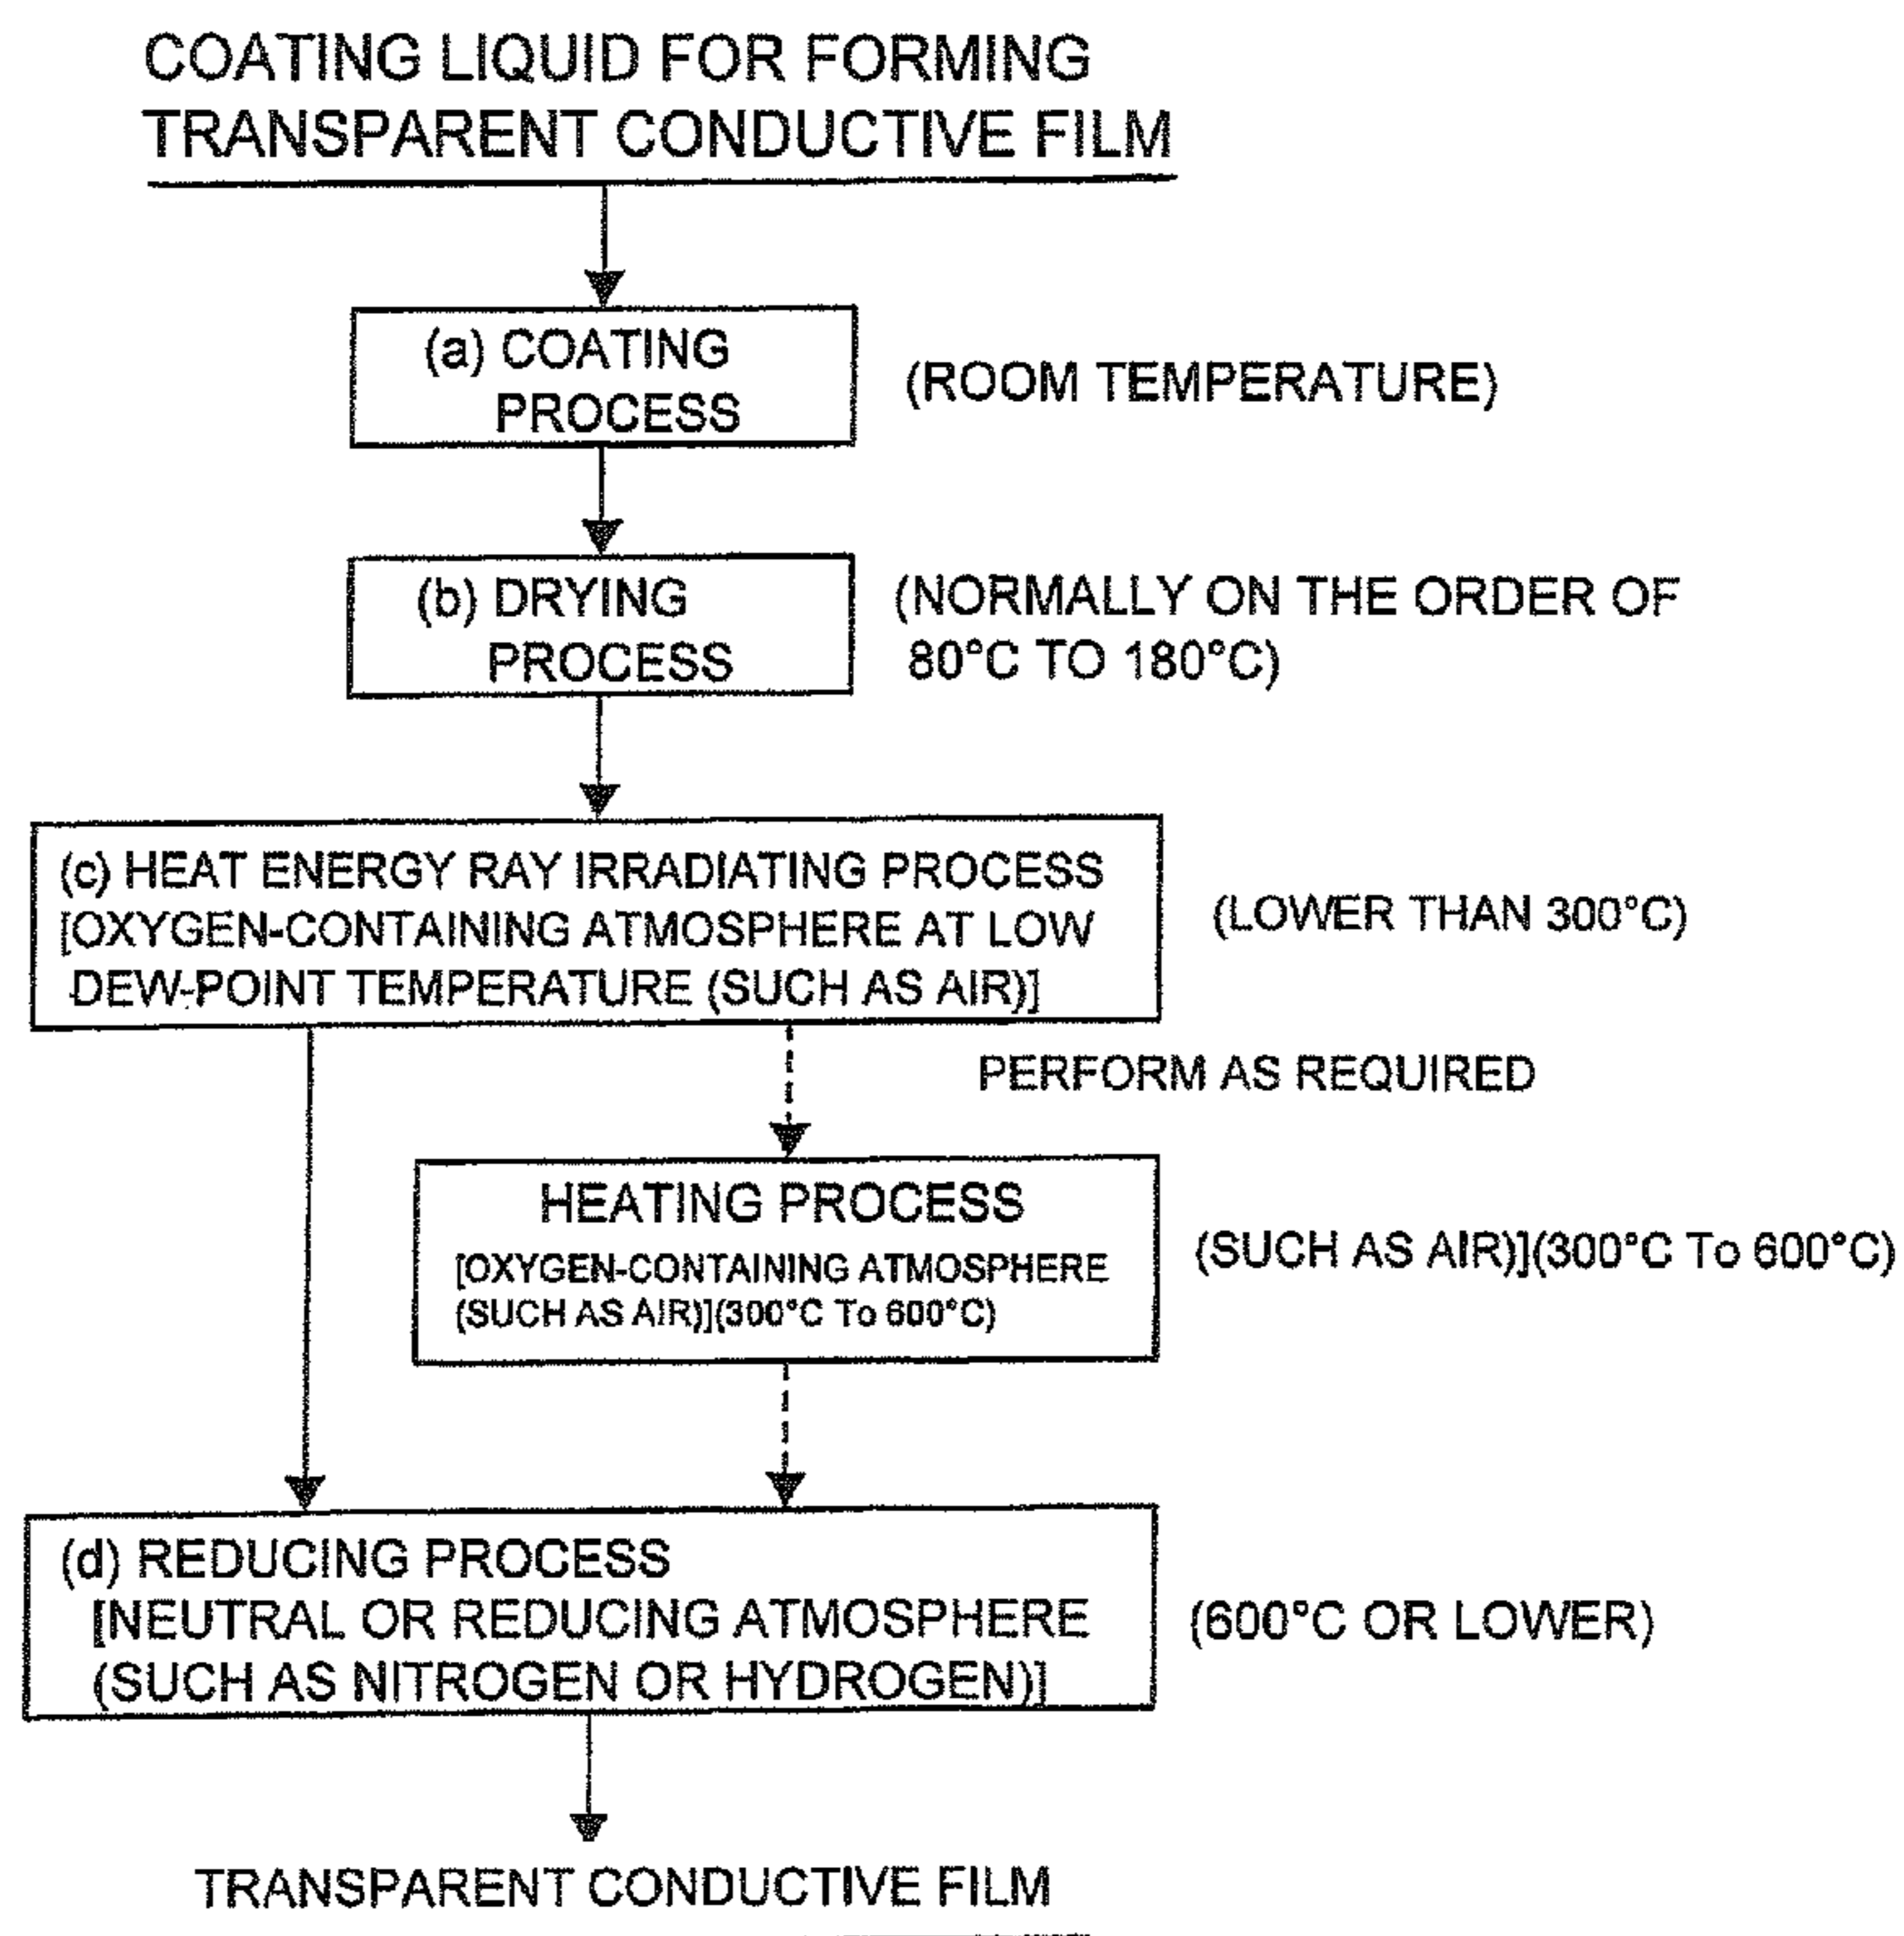 COATING LIQUID FOR FORMING
TRANSPARENT CONDUCTIVE FILM
(a) COATING
PROCESS
(ROOM TEMPERATURE)
(b) DRYING
PROCESS
(NORMALLY ON THE ORDER OF
80°C TO 180°C)
(c) HEAT ENERGY RAY IRRADIATING PROCESS
[OXYGEN-CONTAINING ATMOSPHERE AT LOW
DEW-POINT TEMPERATURE (SUCH AS AIR)]
(LOWER THAN 300°C)
PERFORM AS REQUIRED
HEATING PROCESS
[OXYGEN-CONTAINING ATMOSPHERE
(SUCH AS AIR)](300°C To 600°C)
(SUCH AS AIR)](300°C To 600°C)
(d) REDUCING PROCESS
[NEUTRAL OR REDUCING ATMOSPHERE
(SUCH AS NITROGEN OR HYDROGEN)]
(600°C OR LOWER)
TRANSPARENT CONDUCTIVE FILM